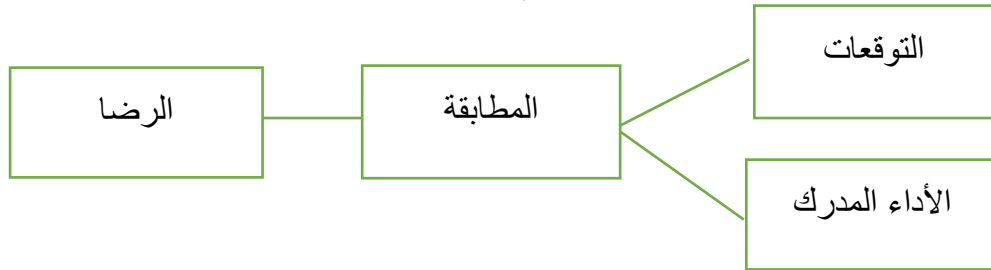 التوقعات
المطابقة
الرضا
الأداء المدرك